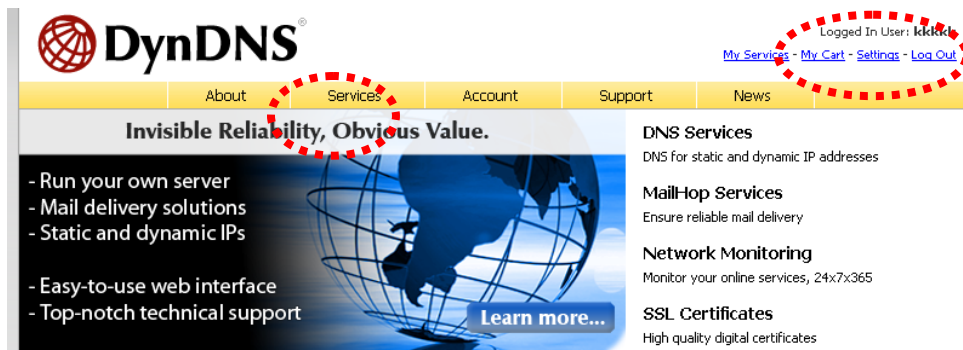 DynDNS®
Logged In User: kkkkk
My Services - My Cart - Settings - Log Out
About Services Account Support News
Invisible Reliability, Obvious Value.
- Run your own server
- Mail delivery solutions
- Static and dynamic IPs
- Easy-to-use web interface
- Top-notch technical support
Learn more...
DNS Services
DNS for static and dynamic IP addresses
MailHop Services
Ensure reliable mail delivery
Network Monitoring
Monitor your online services, 24x7x365
SSL Certificates
High quality digital certificates